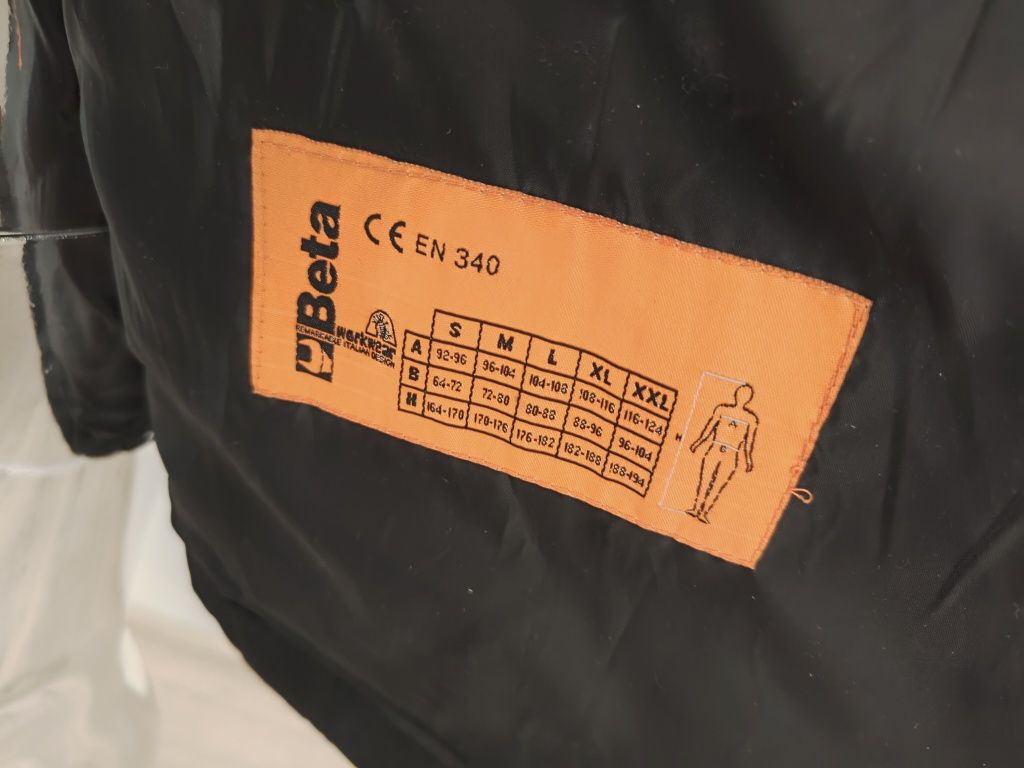 Beta
workwear
REMARKABLE ITALIAN DESIGN
CE EN 340
S M L XL XXL
A 92-96 96-104 104-108 108-116 116-124
B 64-72 72-80 80-88 88-96 96-104
H 164-170 170-176 176-182 182-188 188-194
A
B
H